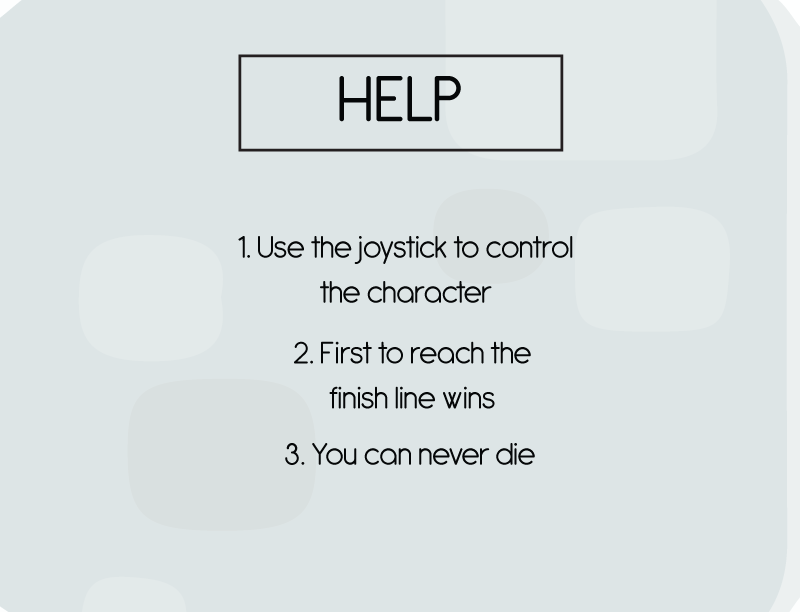 HELP
1. Use the joystick to control
the character
2. First to reach the
finish line wins
3. You can never die